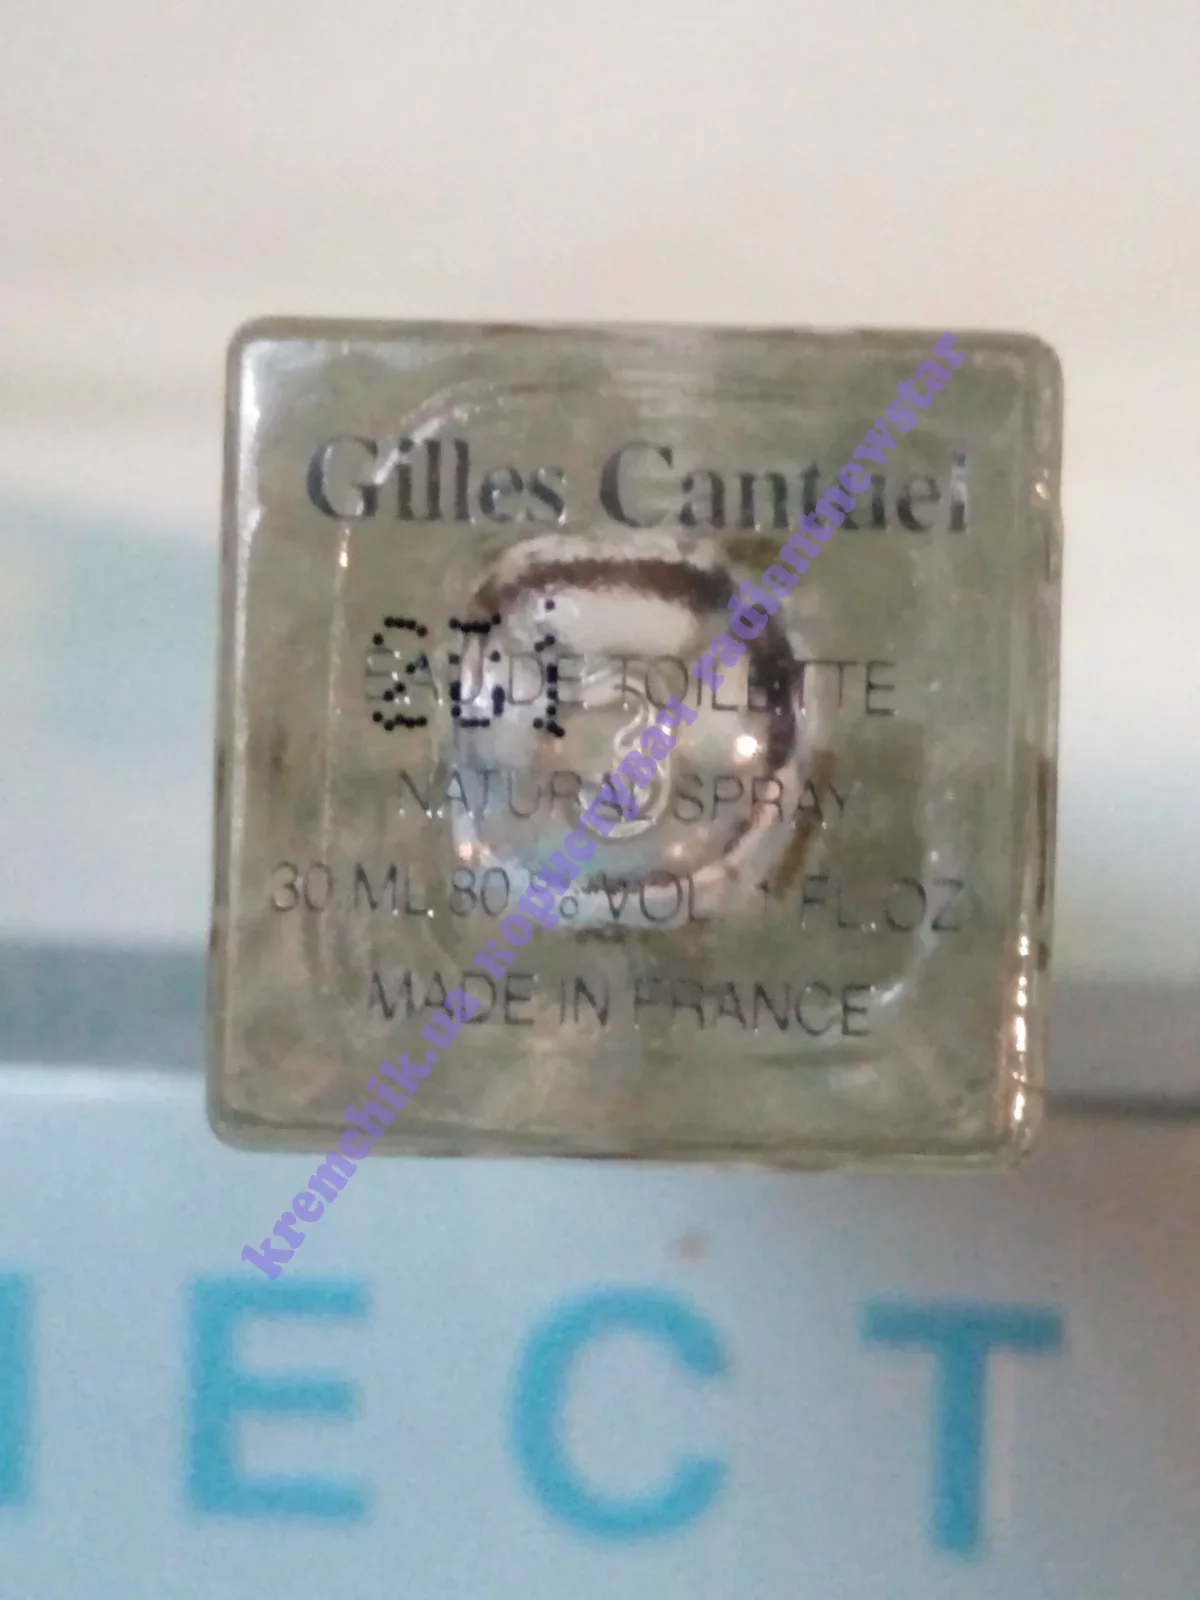 Gilles Cantuel
EAU DE TOILETTE
NATURAL SPRAY
30 ML 80 % VOL. 1 FL.OZ
MADE IN FRANCE
kremchik.ua користувач radiantnewstar
ECT